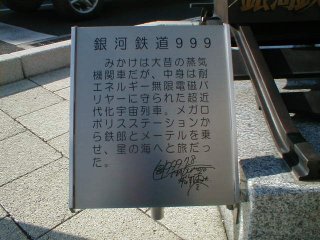 銀河鉄道９９９
みかけは大昔の蒸気
機関車だが、中身は耐
エネルギー無限電磁バ
リヤーに守られた超近
代化宇宙列車。メガロ
ポリスステーションか
ら鉄郎とメーテルを乗
せ、星の海へと旅だっ
た。